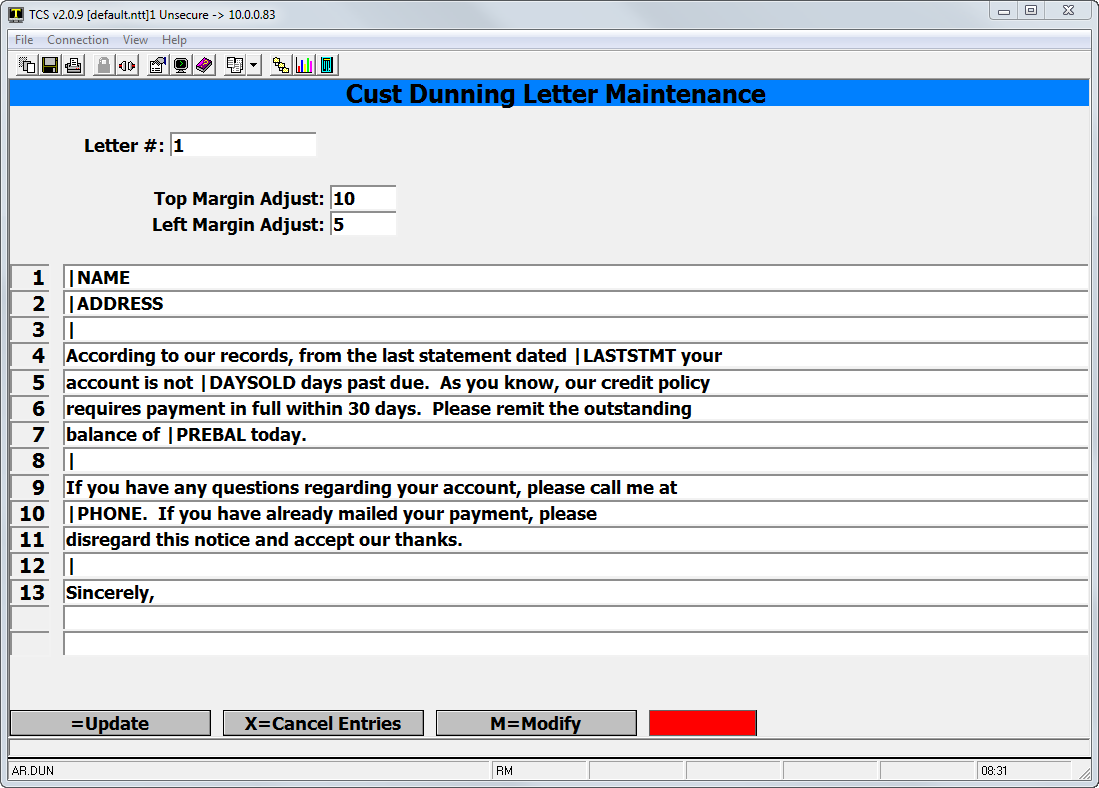 TCS v2.0.9 [default.ntt]1 Unsecure -> 10.0.0.83
File Connection View Help
Cust Dunning Letter Maintenance
Letter #: 1
Top Margin Adjust: 10
Left Margin Adjust: 5
1 |NAME
2 |ADDRESS
3 |
4 According to our records, from the last statement dated |LASTSTMT your
5 account is not |DAYSOLD days past due.  As you know, our credit policy
6 requires payment in full within 30 days.  Please remit the outstanding
7 balance of |PREBAL today.
8 |
9 If you have any questions regarding your account, please call me at
10 |PHONE.  If you have already mailed your payment, please
11 disregard this notice and accept our thanks.
12 |
13 Sincerely,
=Update X=Cancel Entries M=Modify
AR.DUN RM 08:31